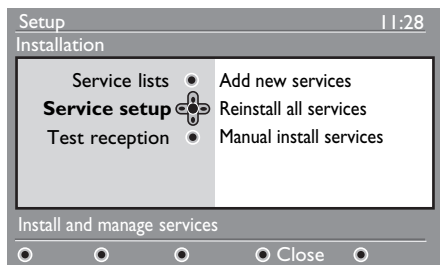 Setup 11:28
Installation
Service lists Add new services
Service setup Reinstall all services
Test reception Manual install services
Install and manage services
Close